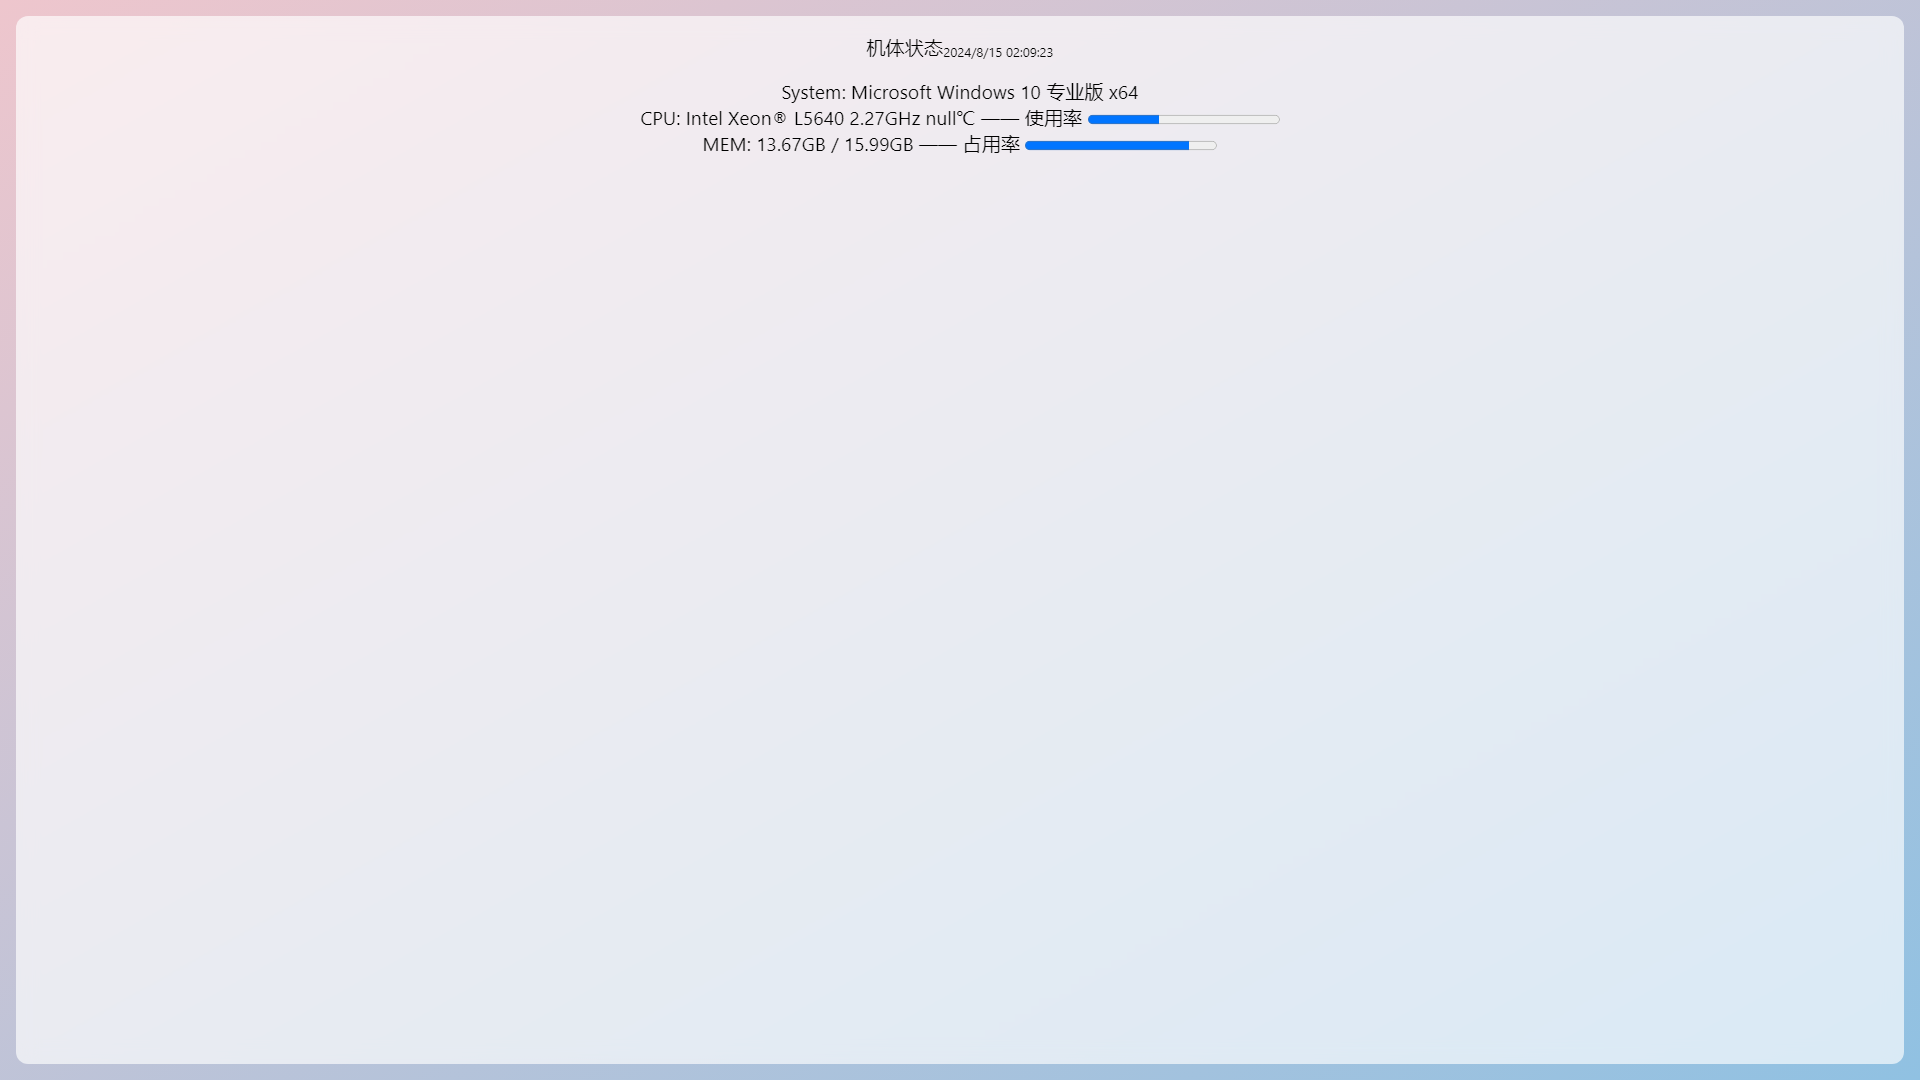 机体状态2024/8/15 02:09:23
System: Microsoft Windows 10 专业版 x64
CPU: Intel Xeon® L5640 2.27GHz null℃ —— 使用率
MEM: 13.67GB / 15.99GB —— 占用率